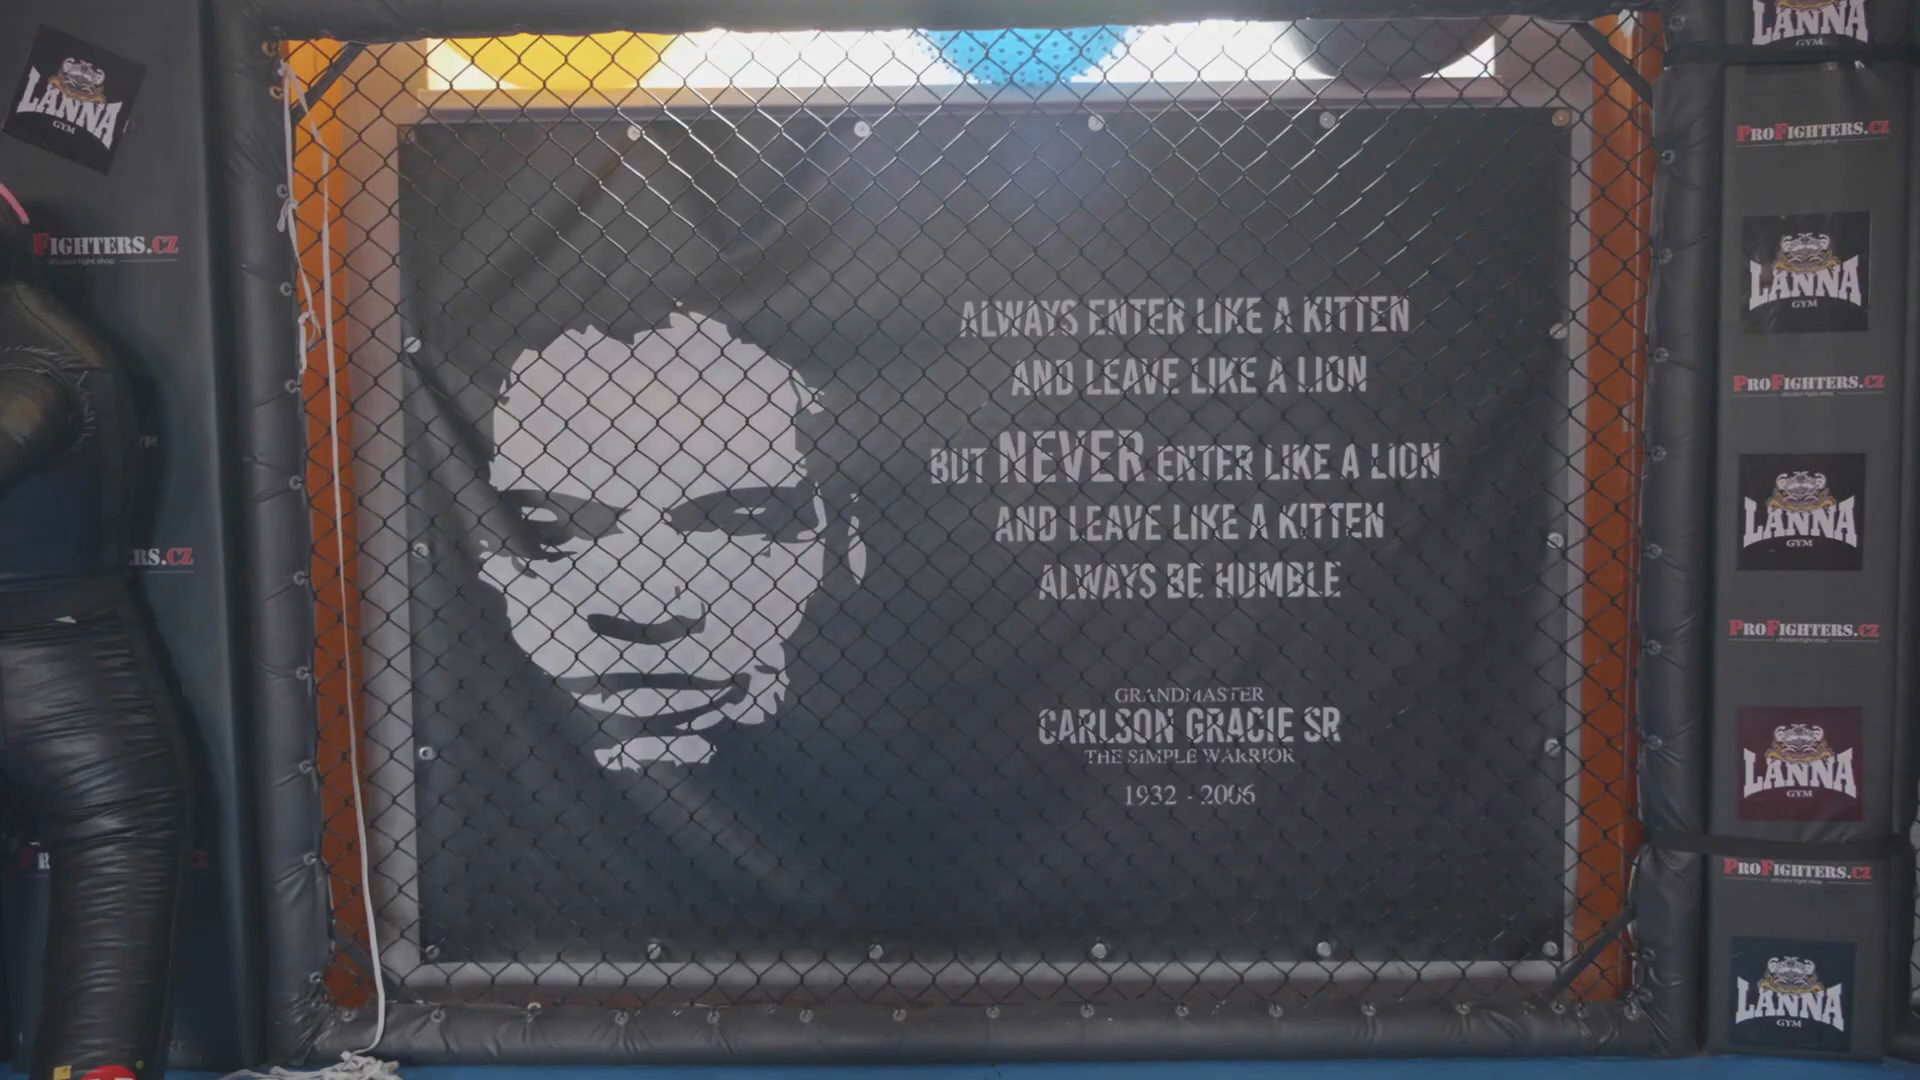 LANNA
GYM
FIGHTERS.CZ
RS.CZ
ALWAYS ENTER LIKE A KITTEN
AND LEAVE LIKE A LION
BUT NEVER ENTER LIKE A LION
AND LEAVE LIKE A KITTEN
ALWAYS BE HUMBLE
GRANDMASTER
CARLSON GRACIE SR
THE SIMPLE WARRIOR
1932 - 2006
LANNA
GYM
PROFIGHTERS.CZ
LANNA
GYM
PROFIGHTERS.CZ
LANNA
GYM
PROFIGHTERS.CZ
LANNA
GYM
PROFIGHTERS.CZ
LANNA
GYM